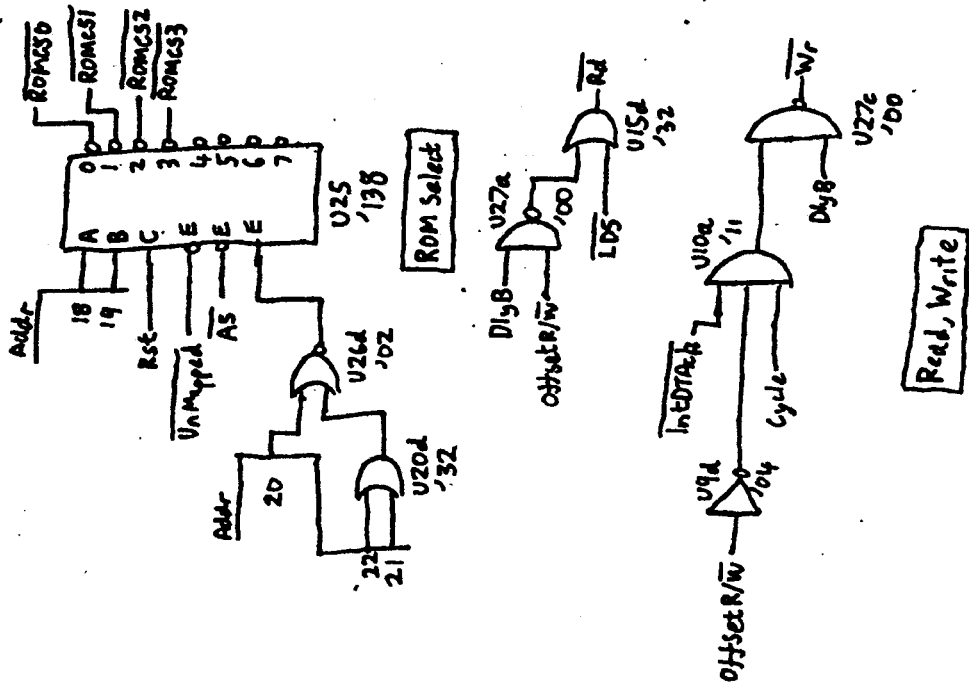 Addr
18
19
Rst
UnMapped
AS
A
B
C
E
E
E
0
1
2
3
4
5
6
7
ROMCS0
ROMCS1
ROMCS2
ROMCS3
U25
'138
ROM Select
Addr
20
22
21
U20d
'32
U26d
'02
DlyB
OffsetR/W
U27a
'00
LDS
Rd
U15d
'32
OffsetR/W
U9d
'04
IntDTAck
Cycle
U10a
'11
DlyB
Wr
U27c
'00
Read, Write